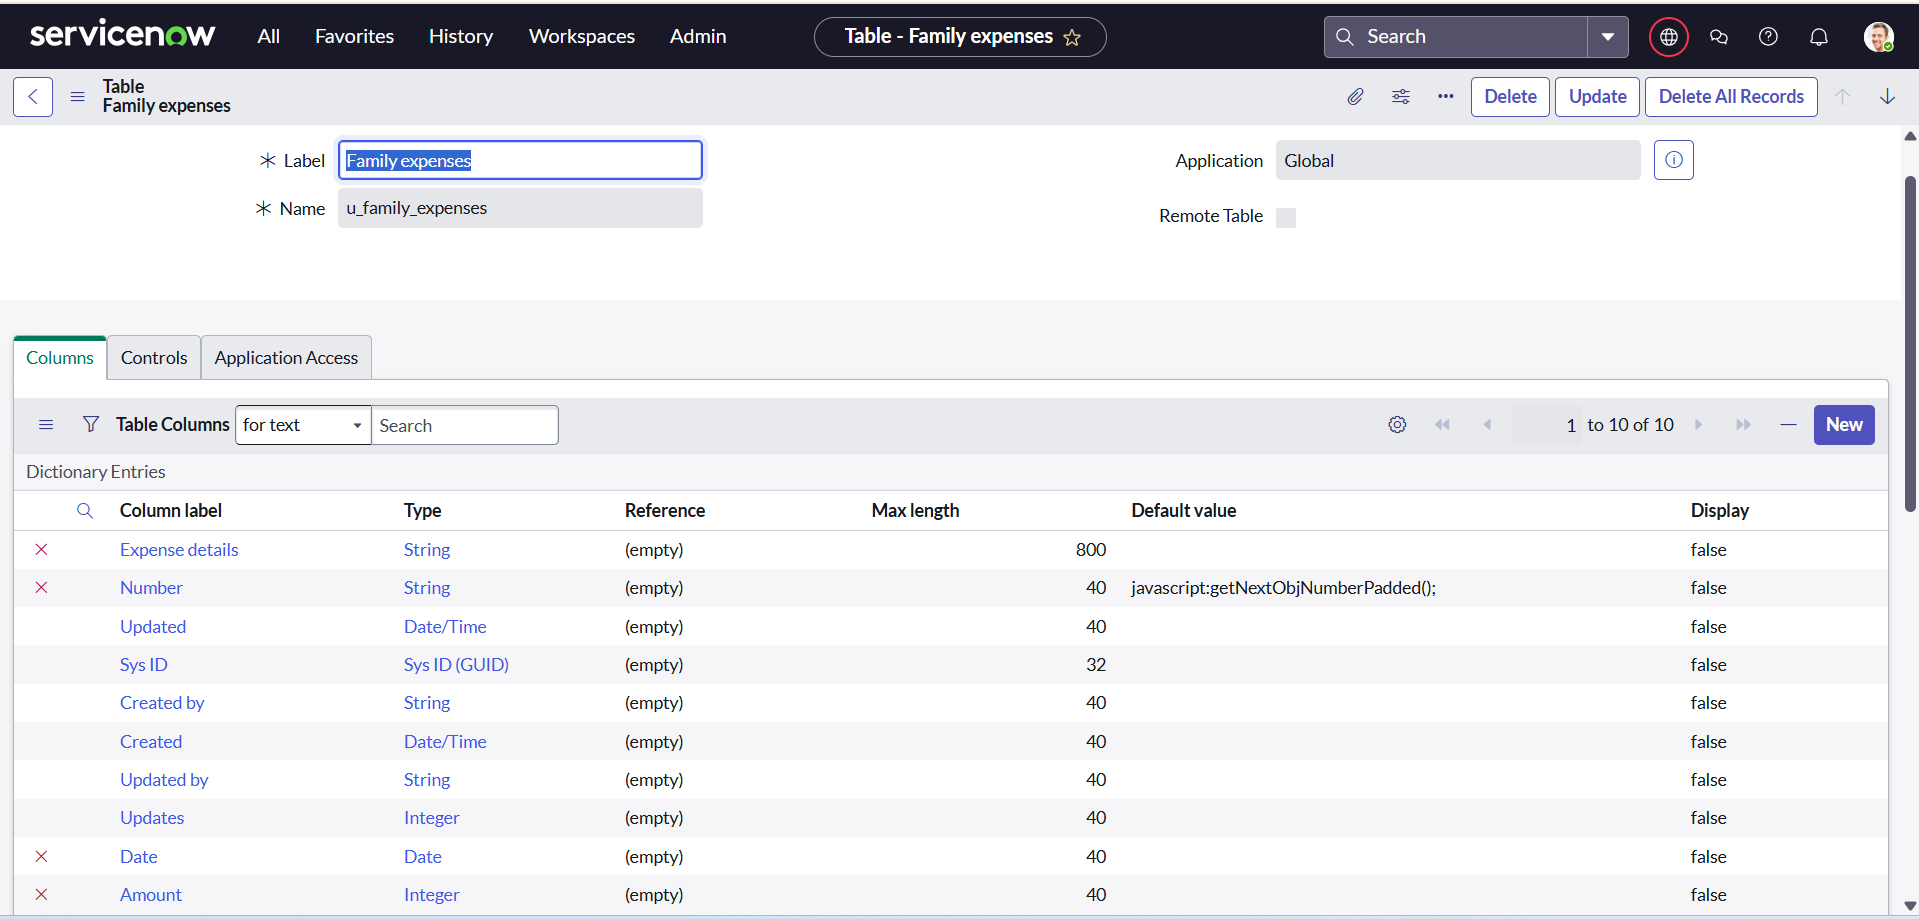 servicenow All Favorites History Workspaces Admin Table - Family expenses Search
Table
Family expenses
Delete Update Delete All Records
Label Family expenses Application Global
Name u_family_expenses
Remote Table
Columns Controls Application Access
Table Columns for text Search 1 to 10 of 10 New
Dictionary Entries
Column label Type Reference Max length Default value Display
Expense details String (empty) 800 false
Number String (empty) 40 javascript:getNextObjNumberPadded(); false
Updated Date/Time (empty) 40 false
Sys ID Sys ID (GUID) (empty) 32 false
Created by String (empty) 40 false
Created Date/Time (empty) 40 false
Updated by String (empty) 40 false
Updates Integer (empty) 40 false
Date Date (empty) 40 false
Amount Integer (empty) 40 false